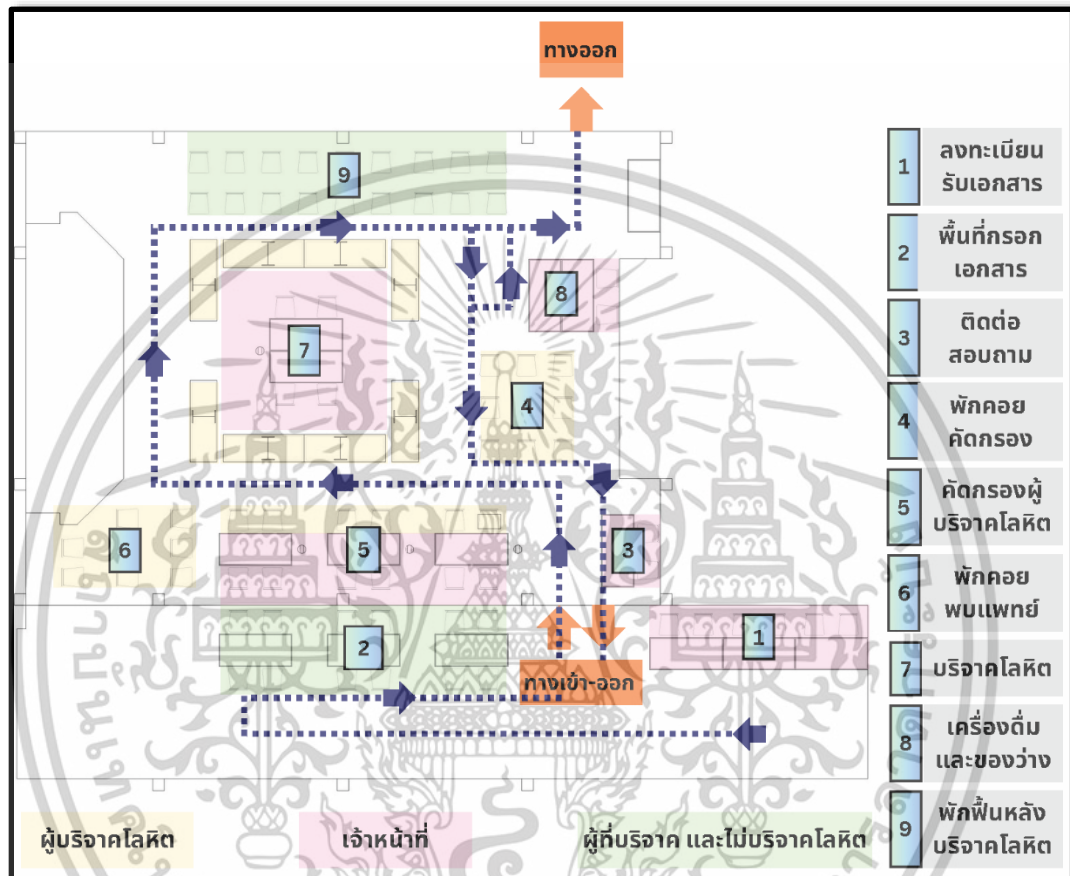 ทางออก
9
8
7
4
6
5
3
2
1
ทางเข้า-ออก
1
ลงทะเบียน
รับเอกสาร
2
พื้นที่กรอก
เอกสาร
3
ติดต่อ
สอบถาม
4
พักคอย
คัดกรอง
5
คัดกรองผู้
บริจาคโลหิต
6
พักคอย
พบแพทย์
7
บริจาคโลหิต
8
เครื่องดื่ม
และของว่าง
9
พักฟื้นหลัง
บริจาคโลหิต
ผู้บริจาคโลหิต
เจ้าหน้าที่
ผู้ที่บริจาค และไม่บริจาคโลหิต